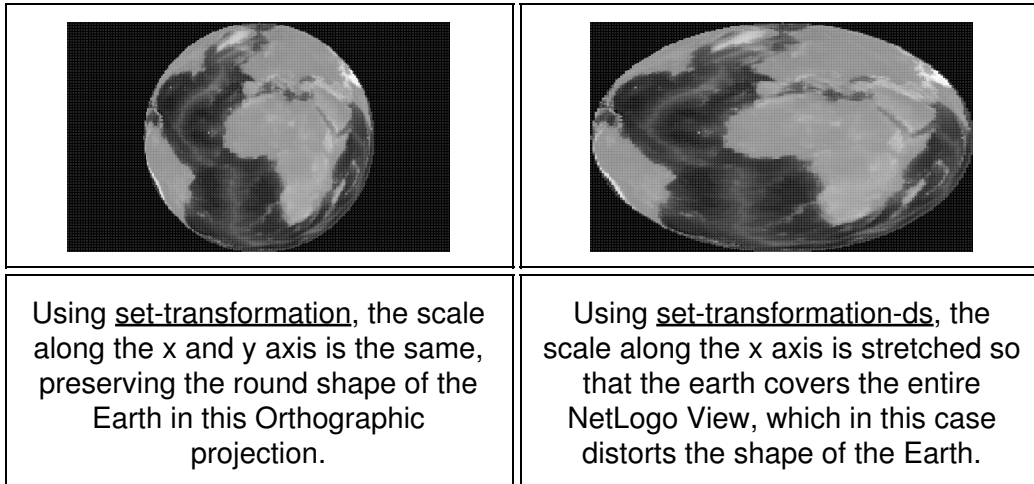 Using set-transformation, the scale
along the x and y axis is the same,
preserving the round shape of the
Earth in this Orthographic
projection.
Using set-transformation-ds, the
scale along the x axis is stretched so
that the earth covers the entire
NetLogo View, which in this case
distorts the shape of the Earth.